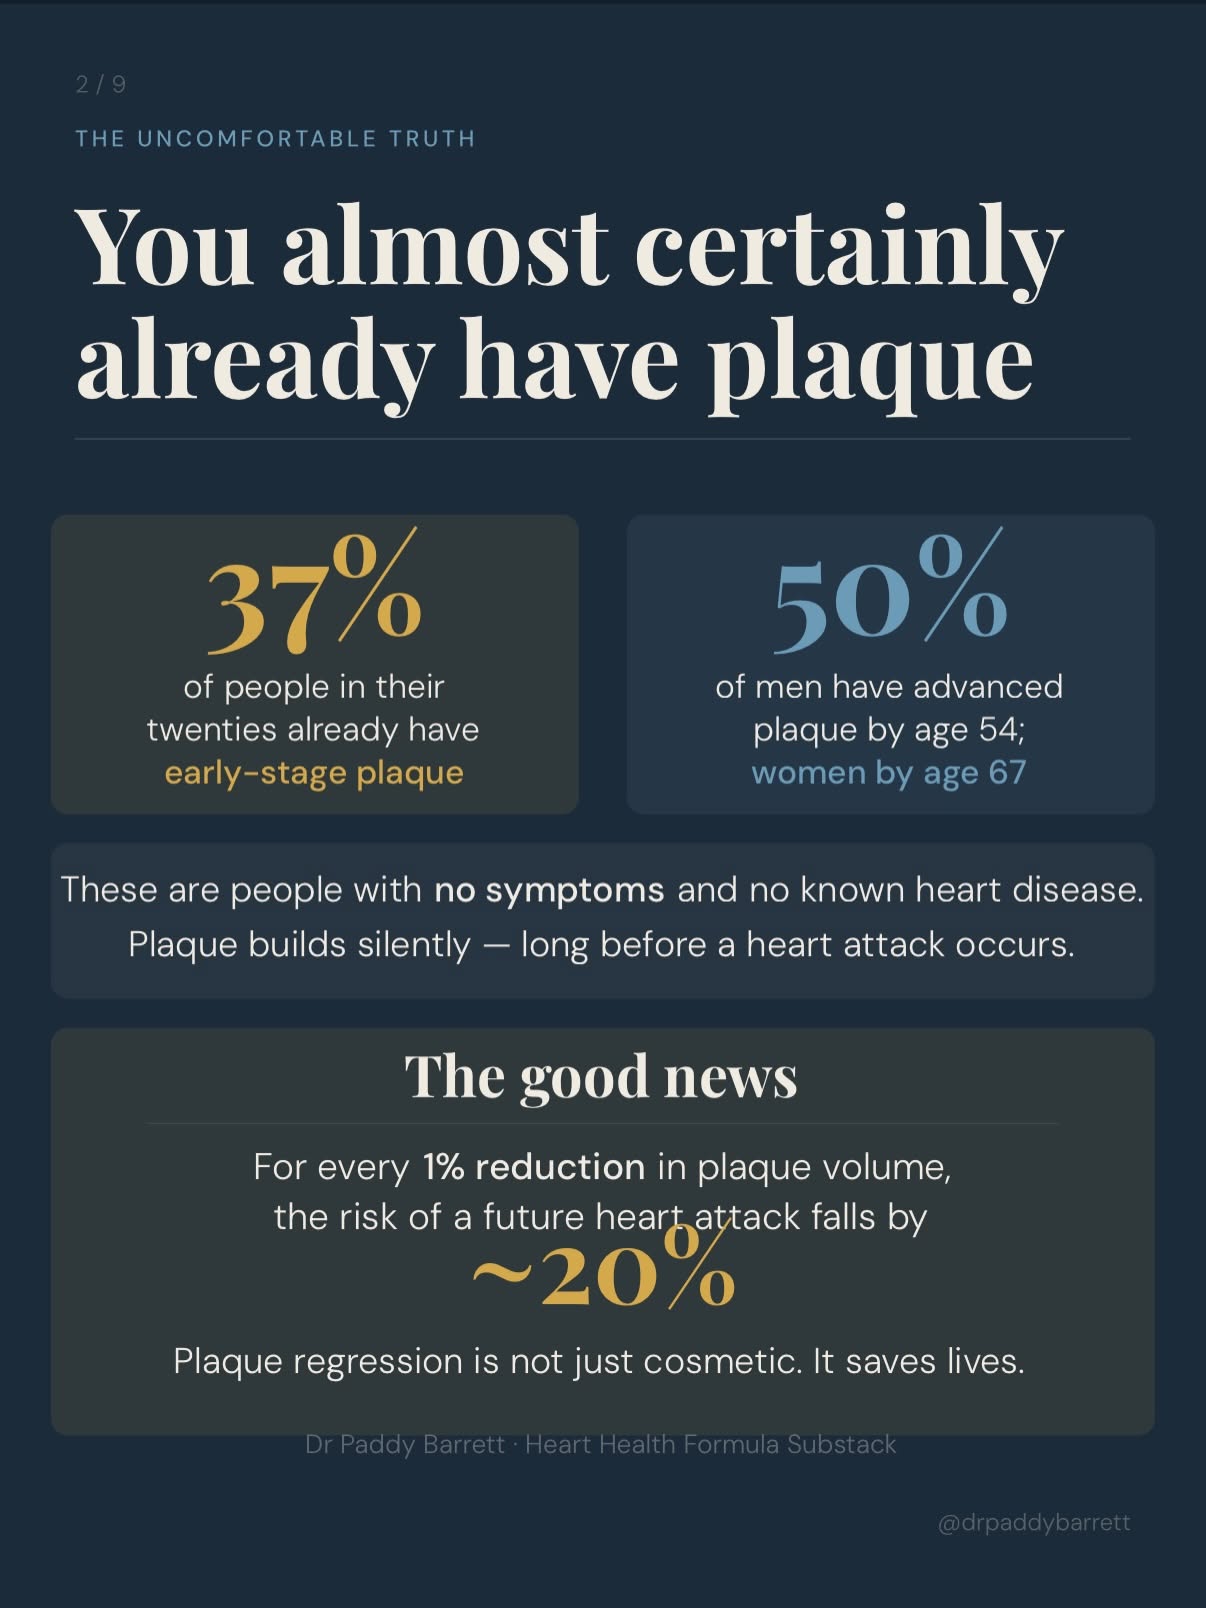 2 / 9
THE UNCOMFORTABLE TRUTH
You almost certainly
already have plaque
37%
of people in their
twenties already have
early-stage plaque
50%
of men have advanced
plaque by age 54;
women by age 67
These are people with no symptoms and no known heart disease.
Plaque builds silently — long before a heart attack occurs.
The good news
For every 1% reduction in plaque volume,
the risk of a future heart attack falls by
~20%
Plaque regression is not just cosmetic. It saves lives.
Dr Paddy Barrett · Heart Health Formula Substack
@drpaddybarrett